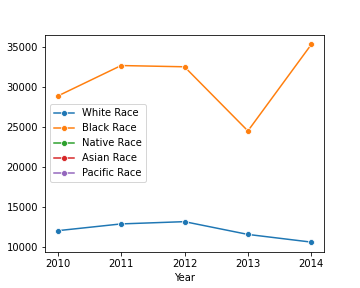 35000
30000
25000
20000
15000
10000
White Race
Black Race
Native Race
Asian Race
Pacific Race
2010 2011 2012 2013 2014
Year